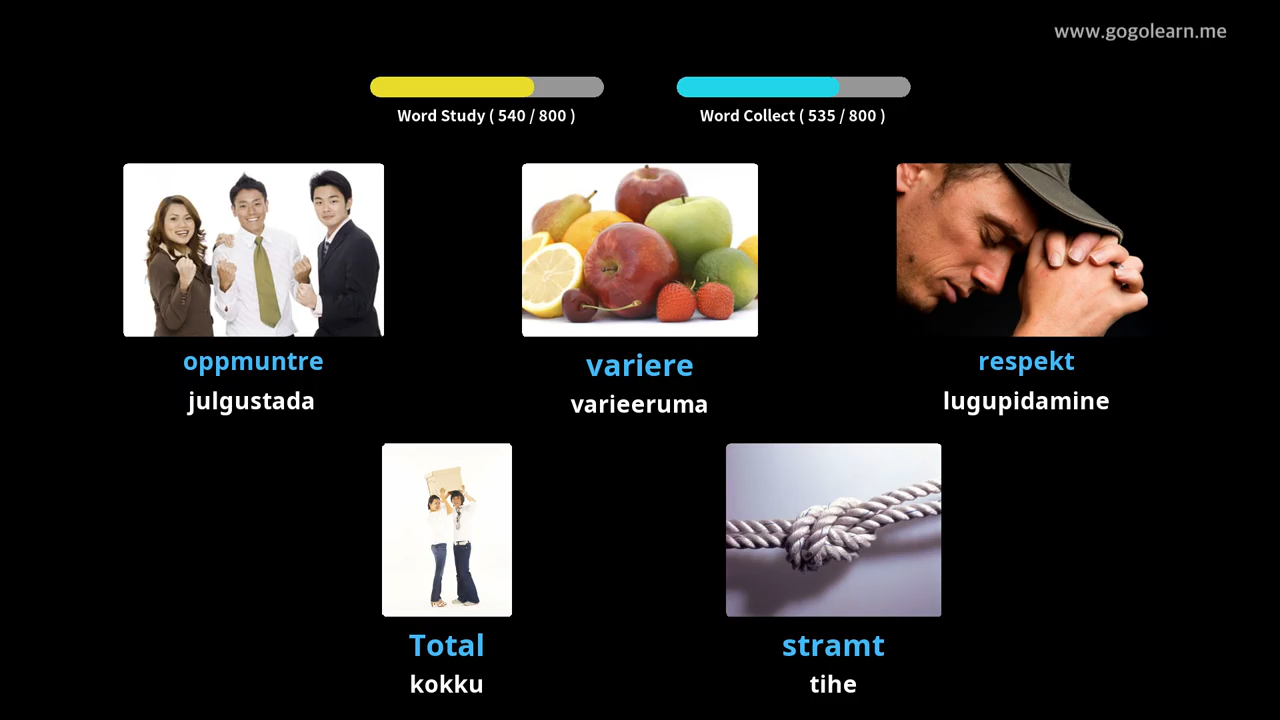 www.gogolearn.me
Word Study ( 540 / 800 )
Word Collect ( 535 / 800 )
oppmuntre
julgustada
variere
varieeruma
respekt
lugupidamine
Total
kokku
stramt
tihe